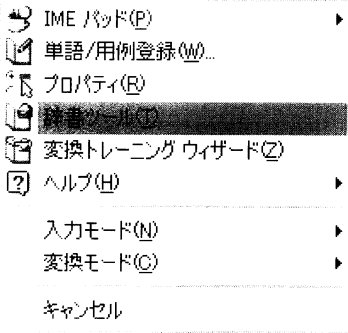 IME パッド(P)
単語/用例登録(W)...
プロパティ(R)
辞書ツール(T)
変換トレーニング ウィザード(Z)
ヘルプ(H)
入力モード(N)
変換モード(C)
キャンセル